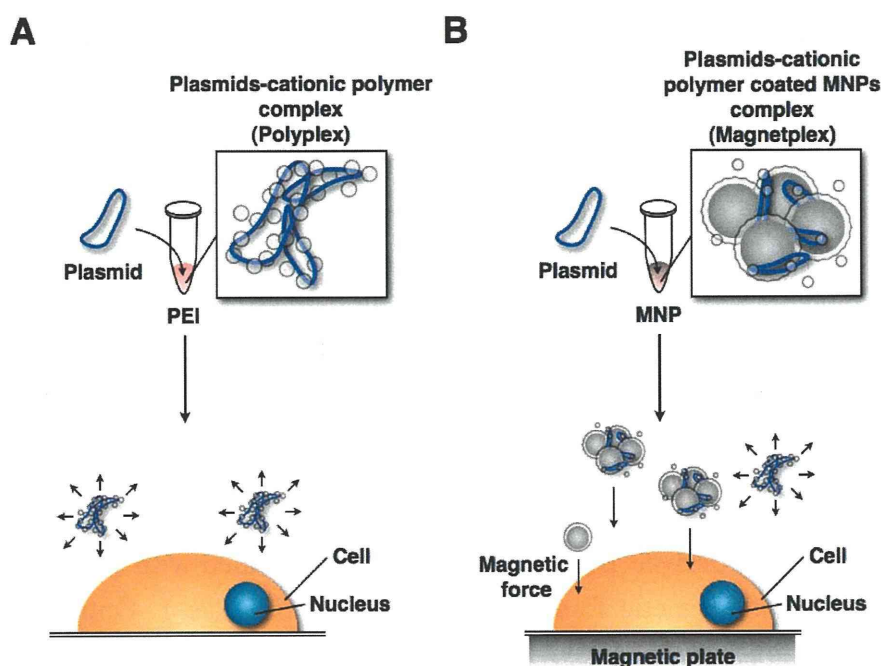 A
Plasmids-cationic polymer
complex
(Polyplex)
Plasmid
PEI
Cell
Nucleus
B
Plasmids-cationic
polymer coated MNPs
complex
(Magnetplex)
Plasmid
MNP
Magnetic
force
Cell
Nucleus
Magnetic plate